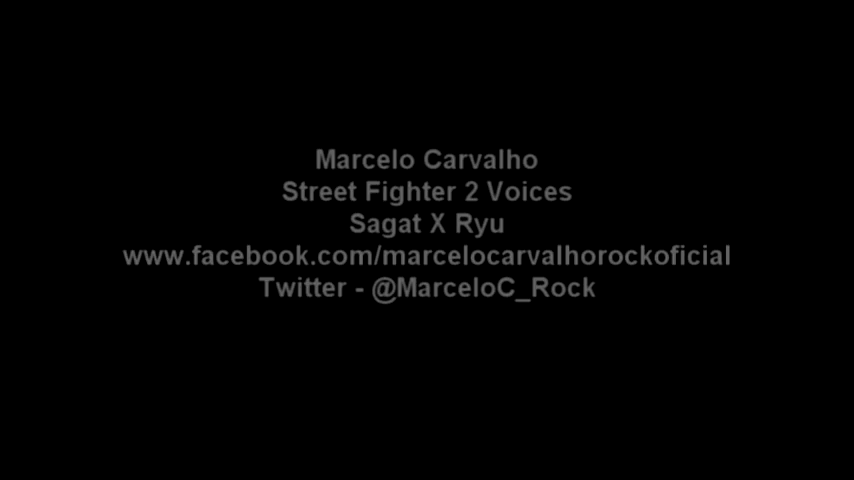 Marcelo Carvalho
Street Fighter 2 Voices
Sagat X Ryu
www.facebook.com/marcelocarvalhorockoficial
Twitter - @MarceloC_Rock